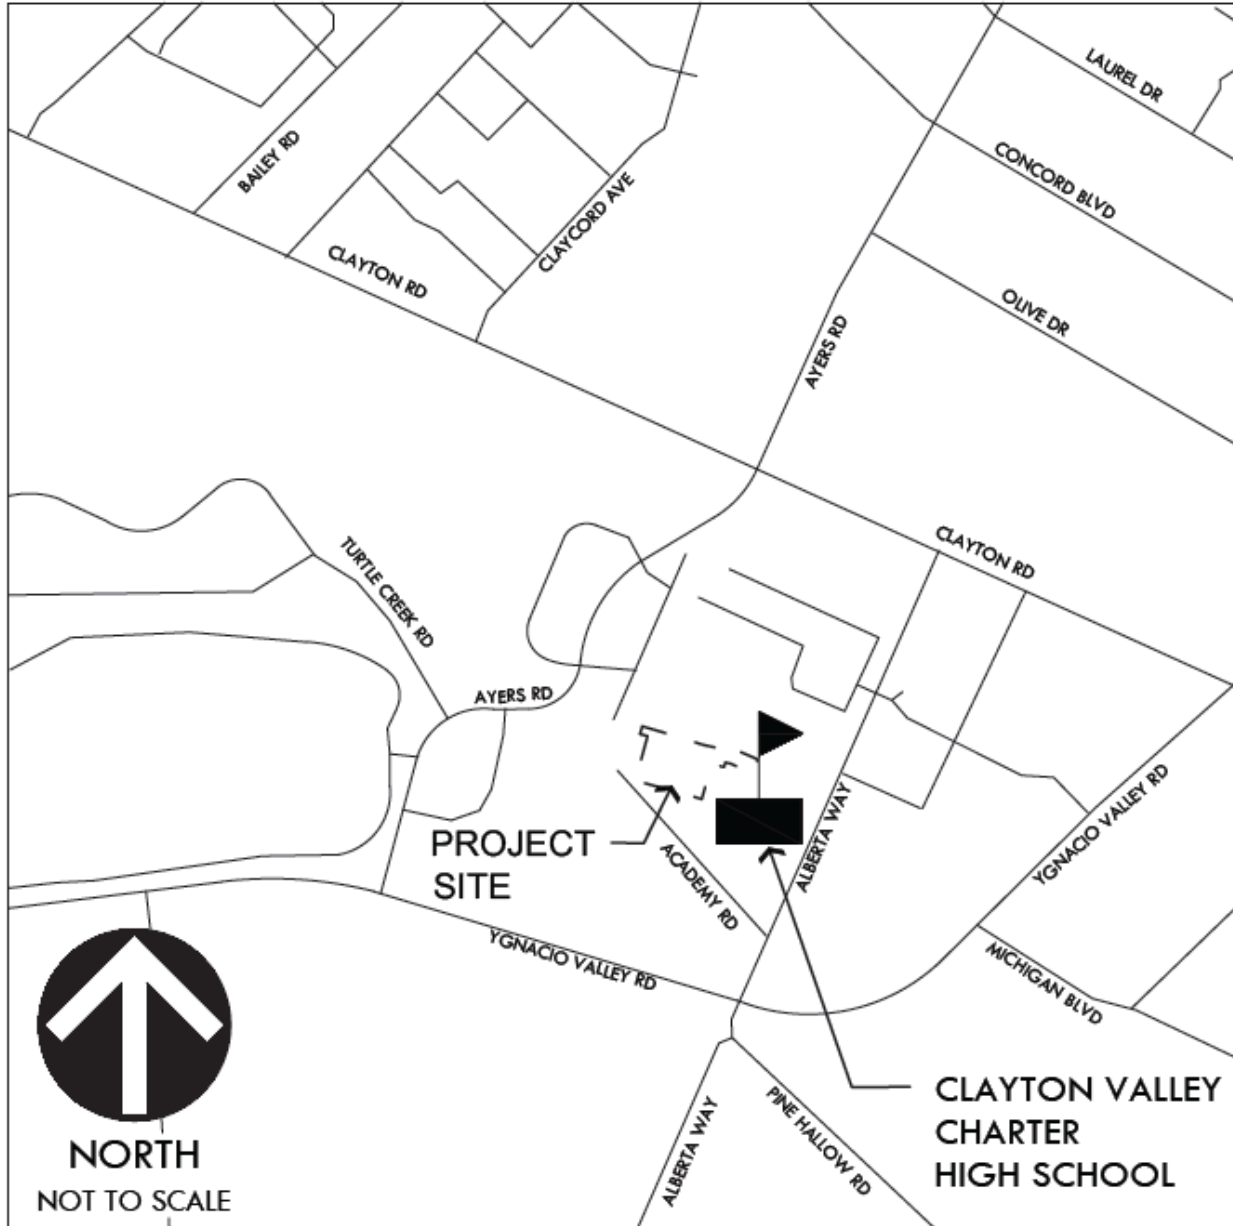 LAUREL DR
CONCORD BLVD
BAILEY RD
CLAYCORD AVE
CLAYTON RD
OLIVE DR
AYERS RD
CLAYTON RD
TURTLE CREEK RD
AYERS RD
YGNACIO VALLEY RD
ALBERTA WAY
PROJECT
SITE
ACADEMY RD
YGNACIO VALLEY RD
MICHIGAN BLVD
ALBERTA WAY
PINE HALLOW RD
CLAYTON VALLEY
CHARTER
HIGH SCHOOL
NORTH
NOT TO SCALE